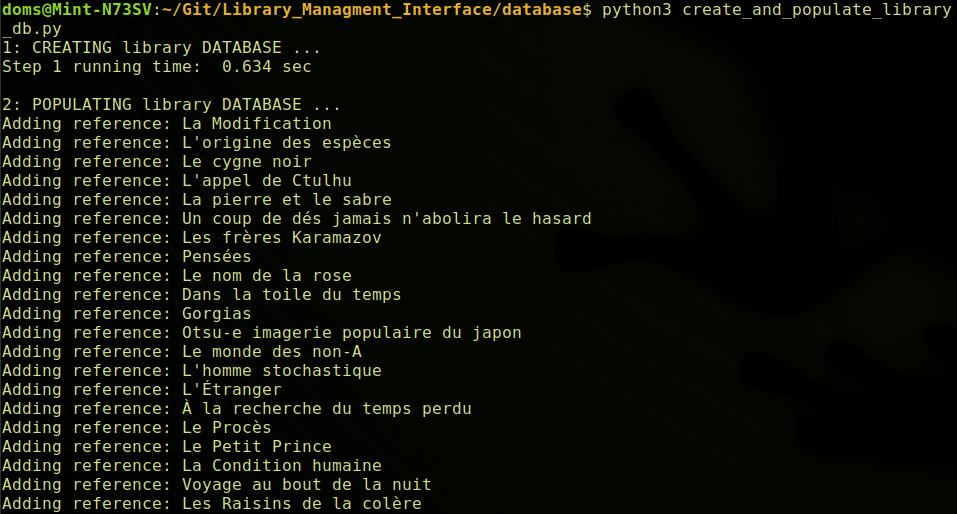 doms@Mint-N73SV:~/Git/Library_Managment_Interface/database$ python3 create_and_populate_library
_db.py
1: CREATING library DATABASE ...
Step 1 running time:  0.634 sec
2: POPULATING library DATABASE ...
Adding reference: La Modification
Adding reference: L'origine des espèces
Adding reference: Le cygne noir
Adding reference: L'appel de Ctulhu
Adding reference: La pierre et le sabre
Adding reference: Un coup de dés jamais n'abolira le hasard
Adding reference: Les frères Karamazov
Adding reference: Pensées
Adding reference: Le nom de la rose
Adding reference: Dans la toile du temps
Adding reference: Gorgias
Adding reference: Otsu-e imagerie populaire du japon
Adding reference: Le monde des non-A
Adding reference: L'homme stochastique
Adding reference: L'Étranger
Adding reference: À la recherche du temps perdu
Adding reference: Le Procès
Adding reference: Le Petit Prince
Adding reference: La Condition humaine
Adding reference: Voyage au bout de la nuit
Adding reference: Les Raisins de la colère